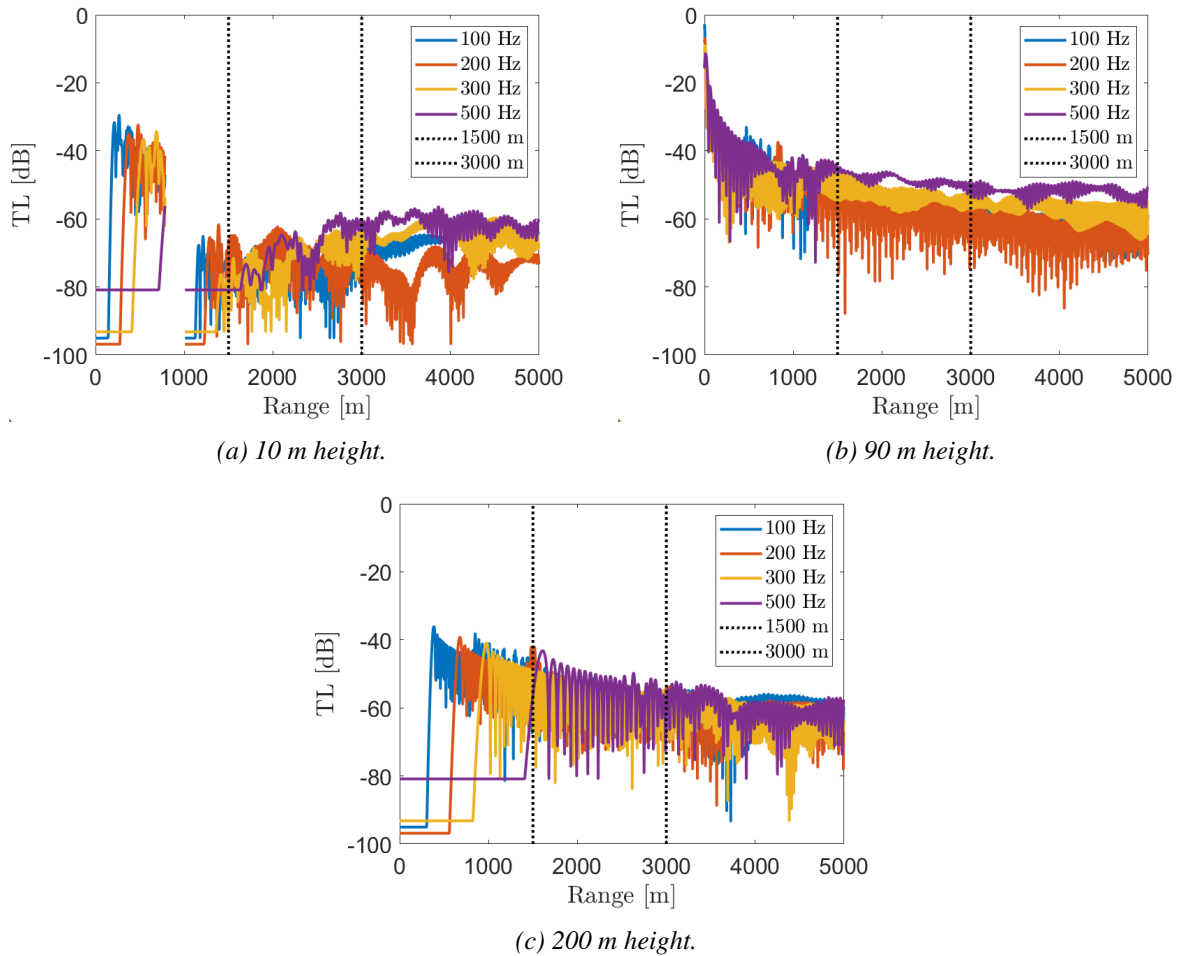 0
-20
-40
-60
-80
-100
TL [dB]
0 1000 2000 3000 4000 5000
Range [m]
100 Hz
200 Hz
300 Hz
500 Hz
1500 m
3000 m
(a) 10 m height.
0
-20
-40
-60
-80
-100
TL [dB]
0 1000 2000 3000 4000 5000
Range [m]
100 Hz
200 Hz
300 Hz
500 Hz
1500 m
3000 m
(b) 90 m height.
0
-20
-40
-60
-80
-100
TL [dB]
0 1000 2000 3000 4000 5000
Range [m]
100 Hz
200 Hz
300 Hz
500 Hz
1500 m
3000 m
(c) 200 m height.